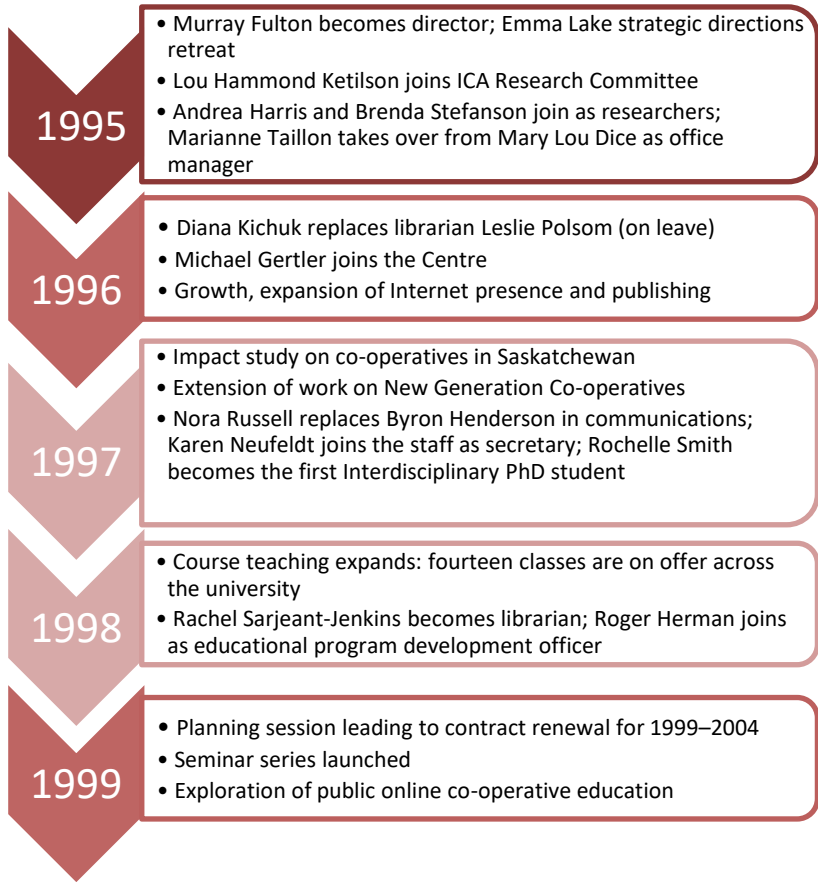 1995
• Murray Fulton becomes director; Emma Lake strategic directions
retreat
• Lou Hammond Ketilson joins ICA Research Committee
• Andrea Harris and Brenda Stefanson join as researchers;
Marianne Taillon takes over from Mary Lou Dice as office
manager
1996
• Diana Kichuk replaces librarian Leslie Polsom (on leave)
• Michael Gertler joins the Centre
• Growth, expansion of Internet presence and publishing
1997
• Impact study on co-operatives in Saskatchewan
• Extension of work on New Generation Co-operatives
• Nora Russell replaces Byron Henderson in communications;
Karen Neufeldt joins the staff as secretary; Rochelle Smith
becomes the first Interdisciplinary PhD student
1998
• Course teaching expands: fourteen classes are on offer across
the university
• Rachel Sarjeant-Jenkins becomes librarian; Roger Herman joins
as educational program development officer
1999
• Planning session leading to contract renewal for 1999–2004
• Seminar series launched
• Exploration of public online co-operative education